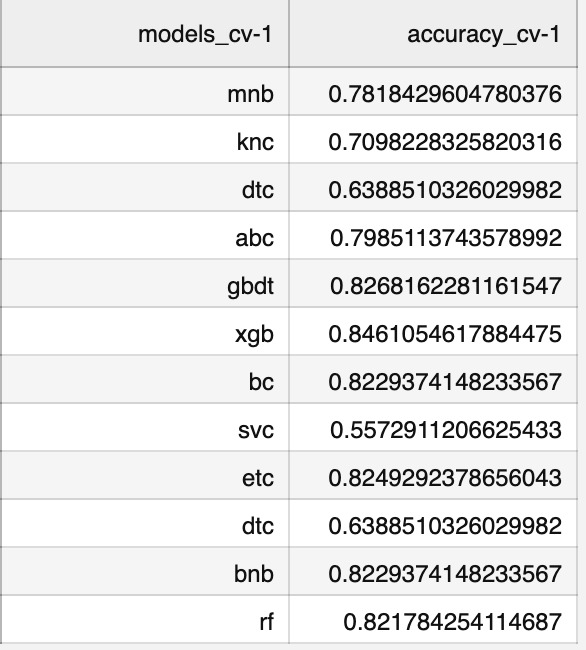 models_cv-1 accuracy_cv-1
mnb 0.7818429604780376
knc 0.7098228325820316
dtc 0.6388510326029982
abc 0.7985113743578992
gbdt 0.8268162281161547
xgb 0.8461054617884475
bc 0.8229374148233567
svc 0.5572911206625433
etc 0.8249292378656043
dtc 0.6388510326029982
bnb 0.8229374148233567
rf 0.821784254114687